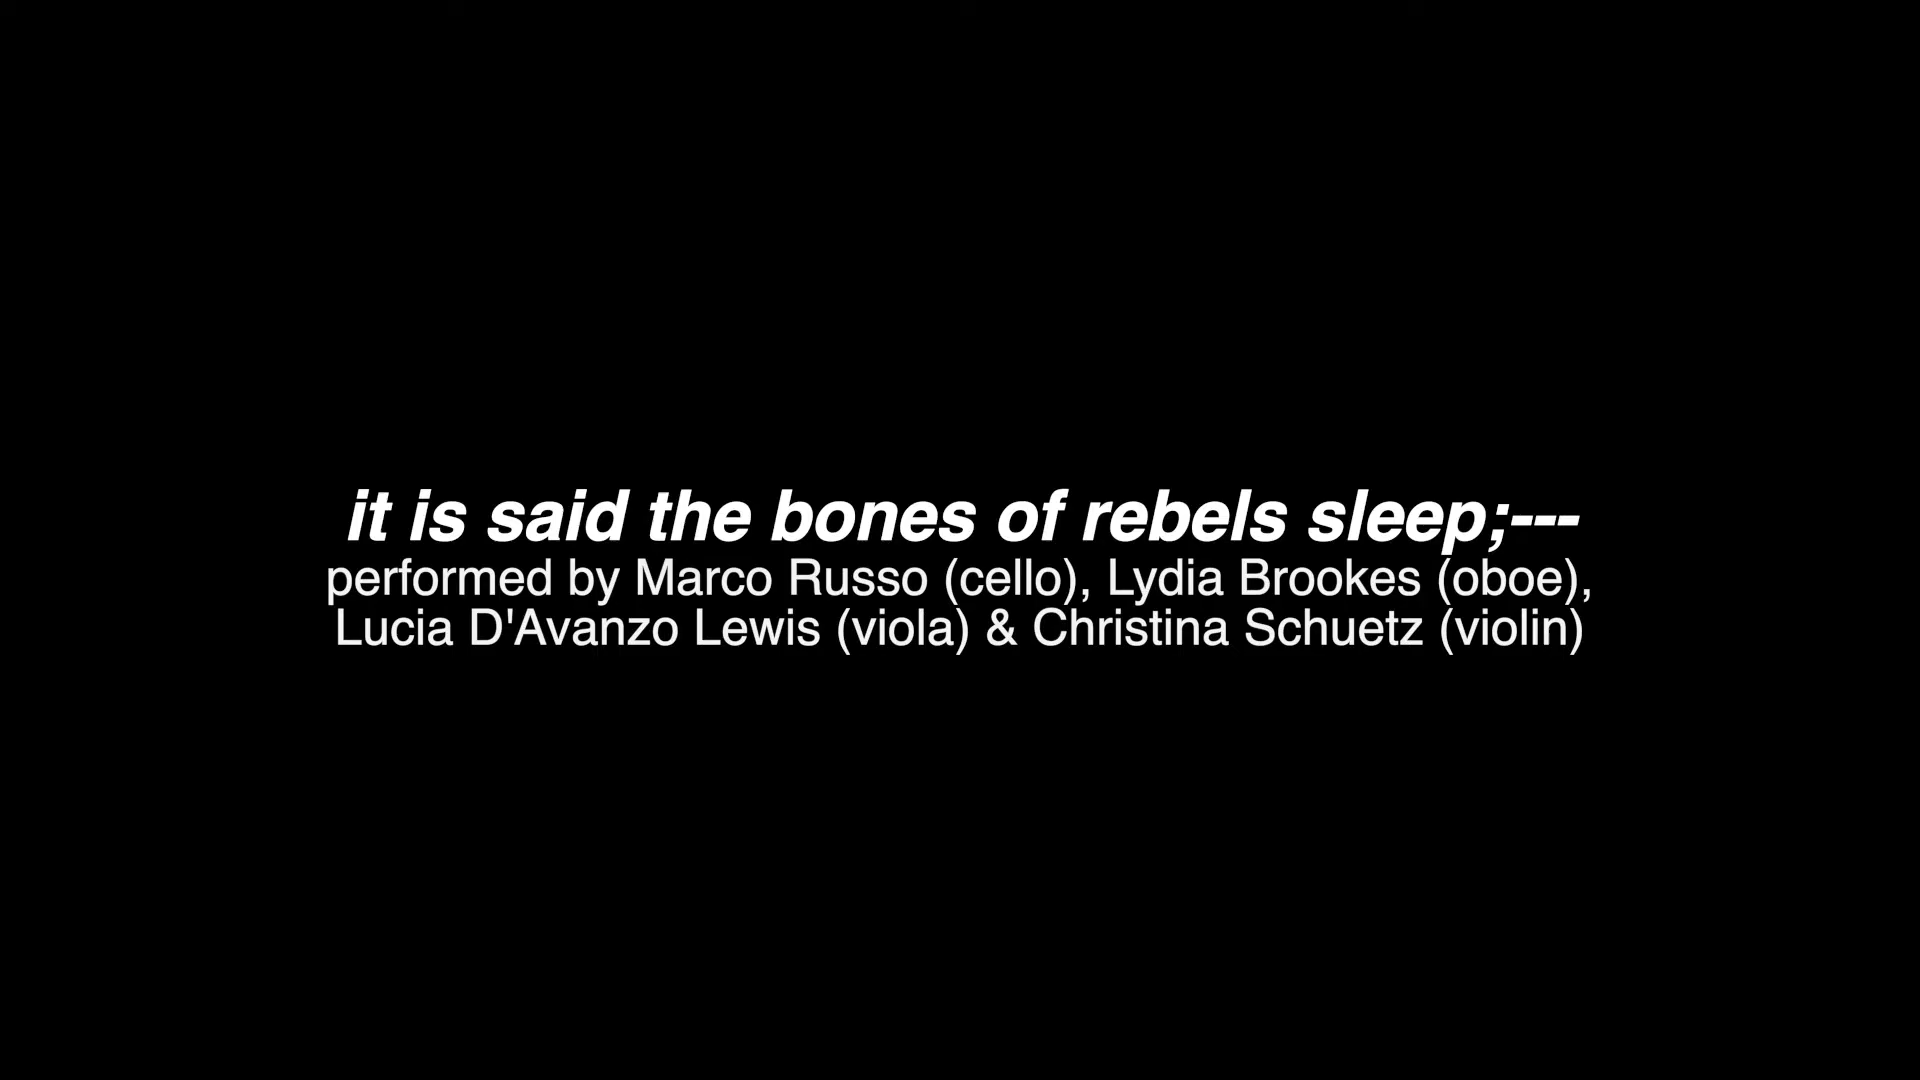 it is said the bones of rebels sleep;---
performed by Marco Russo (cello), Lydia Brookes (oboe),
Lucia D'Avanzo Lewis (viola) & Christina Schuetz (violin)